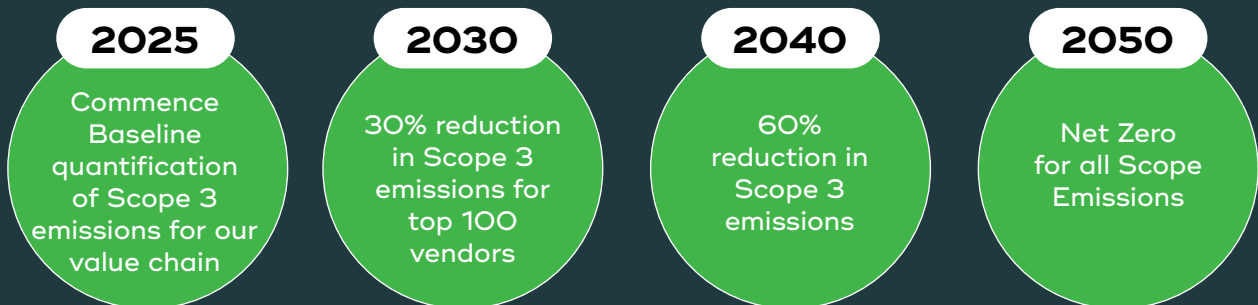 2025
Commence
Baseline
quantification
of Scope 3
emissions for our
value chain
2030
30% reduction
in Scope 3
emissions for
top 100
vendors
2040
60%
reduction in
Scope 3
emissions
2050
Net Zero
for all Scope
Emissions